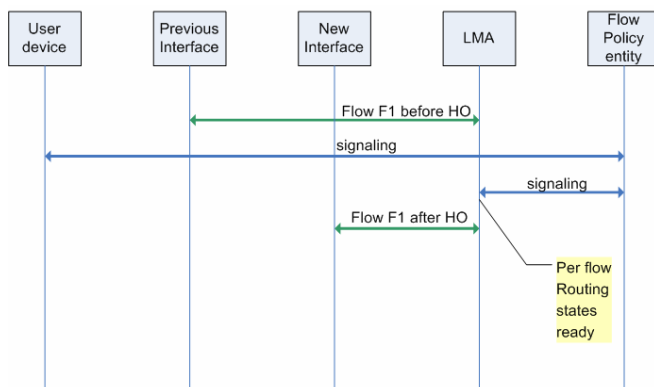 User
device
Previous
Interface
New
Interface
LMA
Flow
Policy
entity
Flow F1 before HO
signaling
signaling
Flow F1 after HO
Per flow
Routing
states
ready